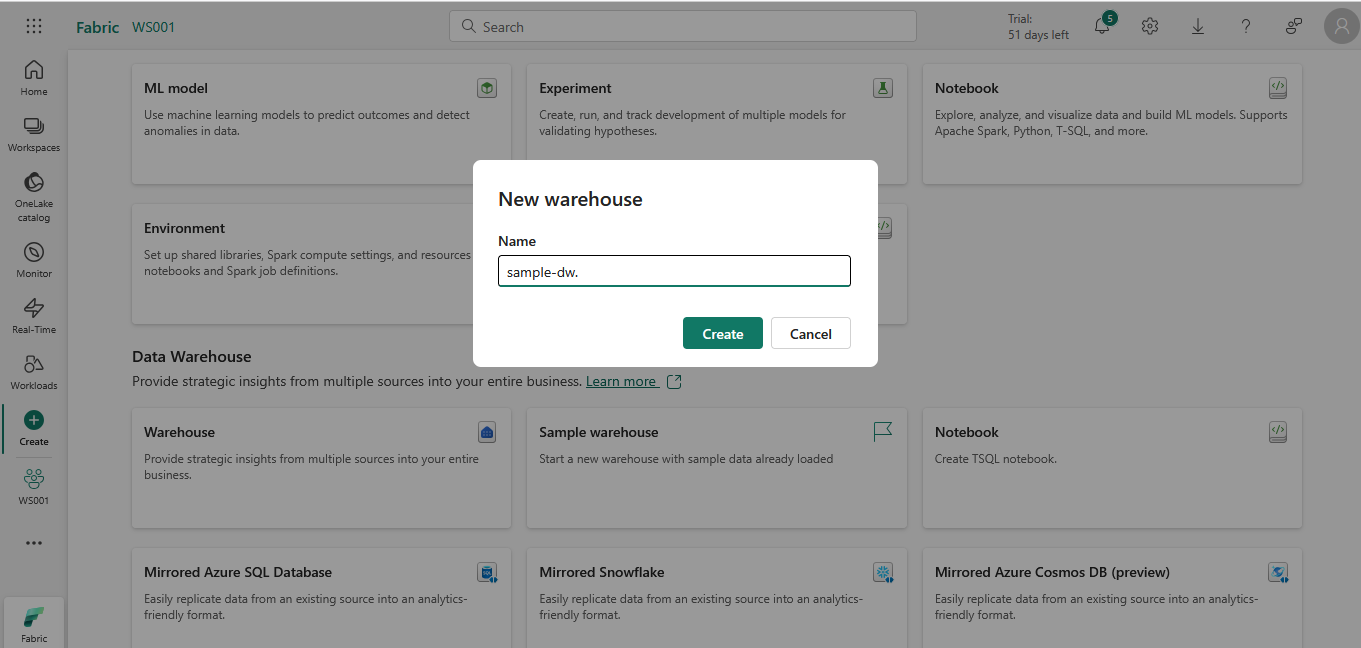 Fabric WS001
Search
Trial:
51 days left
5
Home
Workspaces
OneLake
catalog
Monitor
Real-Time
Workloads
Create
WS001
Fabric
ML model
Use machine learning models to predict outcomes and detect
anomalies in data.
Experiment
Create, run, and track development of multiple models for
validating hypotheses.
Notebook
Explore, analyze, and visualize data and build ML models. Supports
Apache Spark, Python, T-SQL, and more.
Environment
Set up shared libraries, Spark compute settings, and resources
notebooks and Spark job definitions.
New warehouse
Name
sample-dw.
Create
Cancel
Data Warehouse
Provide strategic insights from multiple sources into your entire business. Learn more
Warehouse
Provide strategic insights from multiple sources into your entire
business.
Sample warehouse
Start a new warehouse with sample data already loaded
Notebook
Create TSQL notebook.
Mirrored Azure SQL Database
Easily replicate data from an existing source into an analytics-
friendly format.
Mirrored Snowflake
Easily replicate data from an existing source into an analytics-
friendly format.
Mirrored Azure Cosmos DB (preview)
Easily replicate data from an existing source into an analytics-
friendly format.